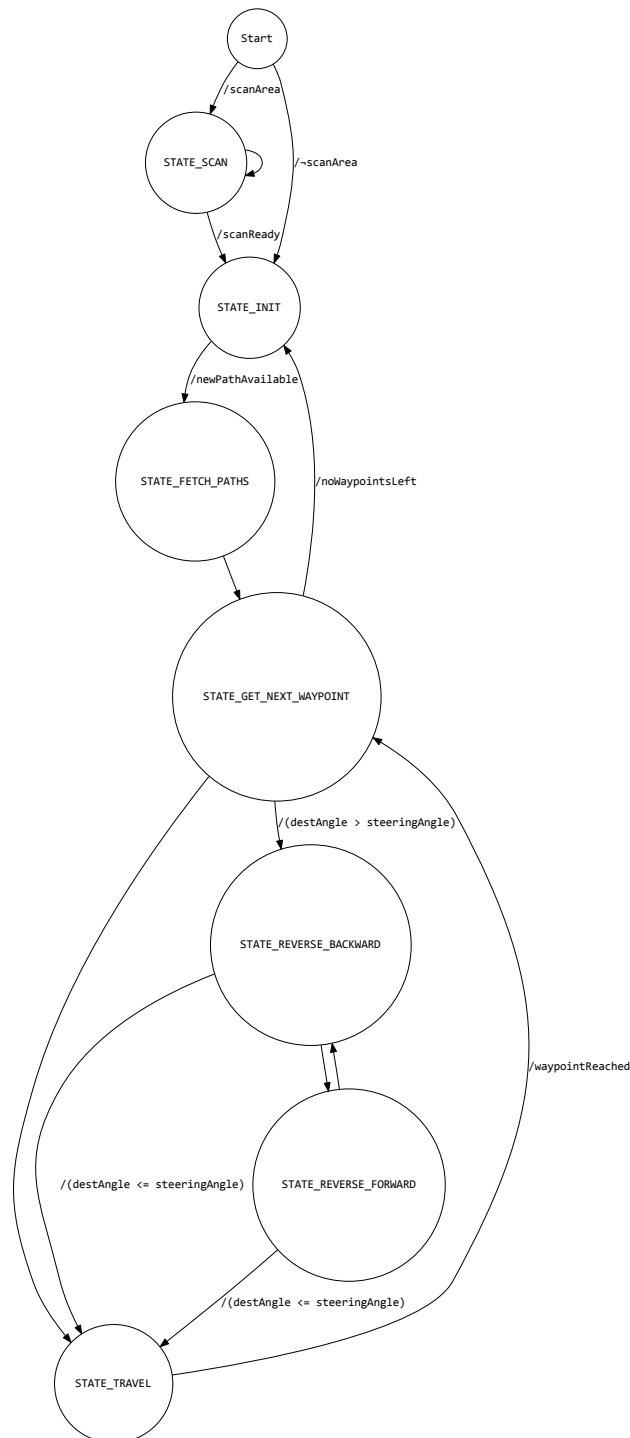 Start
/scanArea
STATE_SCAN
/¬scanArea
/scanReady
STATE_INIT
/newPathAvailable
STATE_FETCH_PATHS
/noWaypointsLeft
STATE_GET_NEXT_WAYPOINT
/(destAngle > steeringAngle)
STATE_REVERSE_BACKWARD
/waypointReached
/(destAngle <= steeringAngle)
STATE_REVERSE_FORWARD
/(destAngle <= steeringAngle)
STATE_TRAVEL